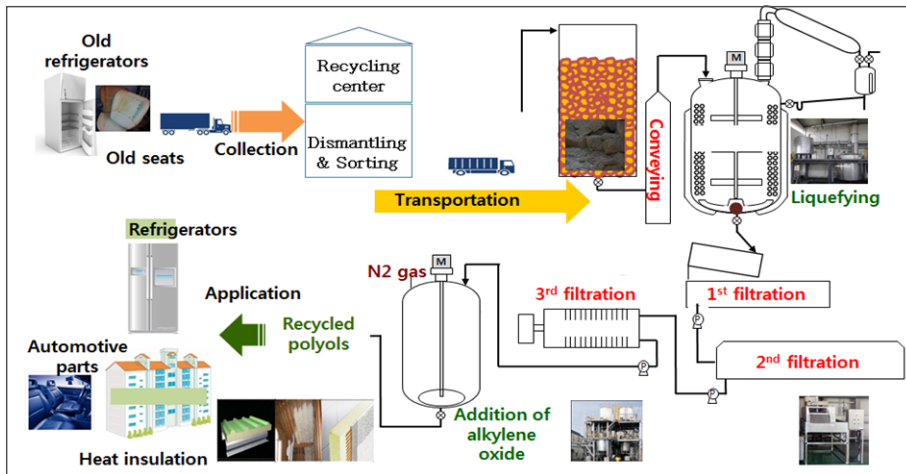 Old
refrigerators
Old seats
Collection
Recycling
center
Dismantling
& Sorting
Transportation
Conveying
M
Liquefying
1st filtration
P
2nd filtration
P
3rd filtration
P
N2 gas
M
Addition of
alkylene
oxide
Recycled
polyols
Application
Refrigerators
Automotive
parts
Heat insulation